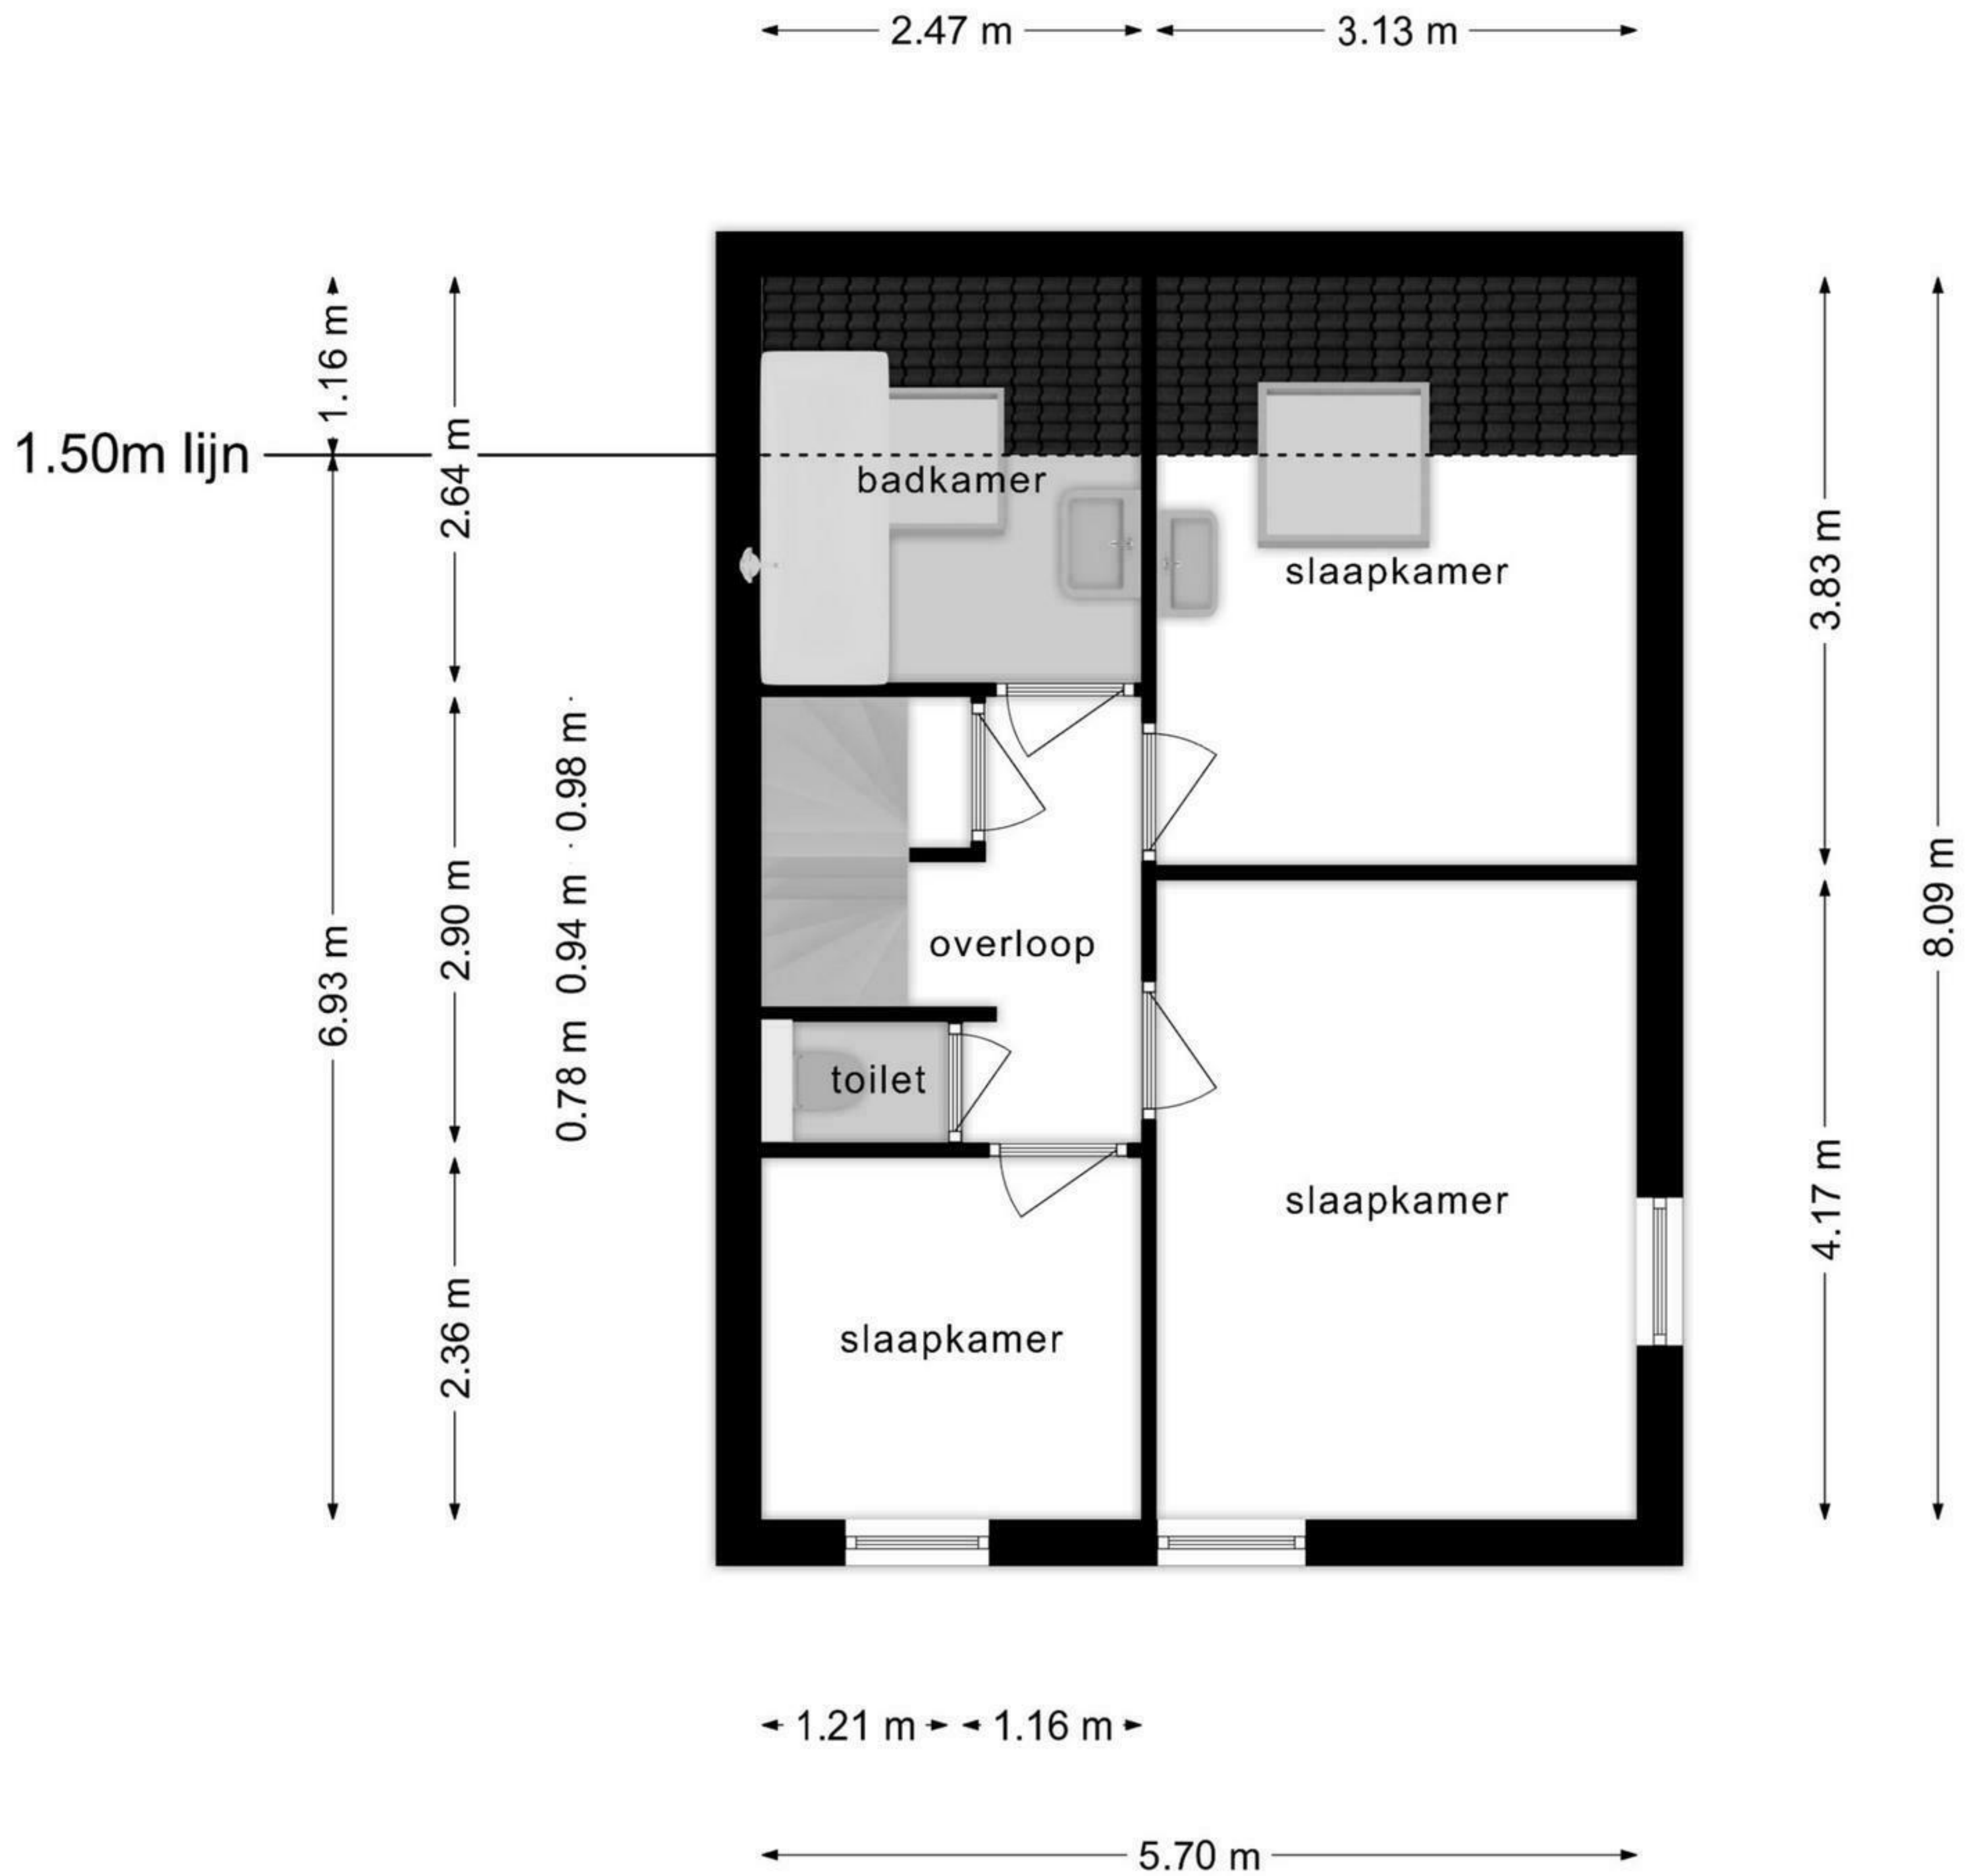 2.47 m
3.13 m
1.16 m
1.50m lijn
2.64 m
badkamer
slaapkamer
3.83 m
0.98 m
0.94 m
0.78 m
2.90 m
6.93 m
overloop
8.09 m
toilet
slaapkamer
4.17 m
2.36 m
slaapkamer
1.21 m
1.16 m
5.70 m